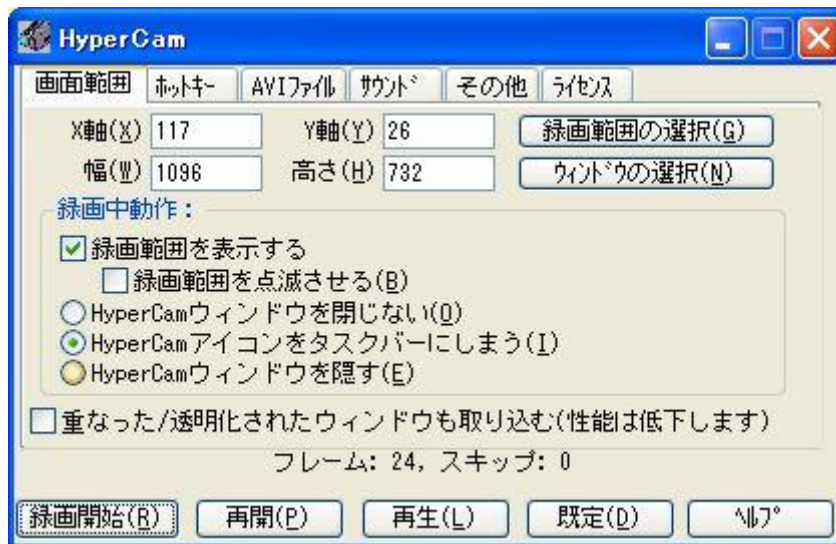 HyperCam
画面範囲 ﾎｯﾄｷｰ AVIﾌｧｲﾙ ｻｳﾝﾄﾞ その他 ﾗｲｾﾝｽ
X軸(X) 117 Y軸(Y) 26 録画範囲の選択(G)
幅(W) 1096 高さ(H) 732 ｳｨﾝﾄﾞｳの選択(N)
録画中動作：
録画範囲を表示する
録画範囲を点滅させる(B)
HyperCamウィンドウを閉じない(O)
HyperCamアイコンをタスクバーにしまう(I)
HyperCamウィンドウを隠す(E)
重なった/透明化されたウィンドウも取り込む(性能は低下します)
フレーム: 24, スキップ: 0
録画開始(R) 再開(P) 再生(L) 既定(D) ﾍﾙﾌﾟ